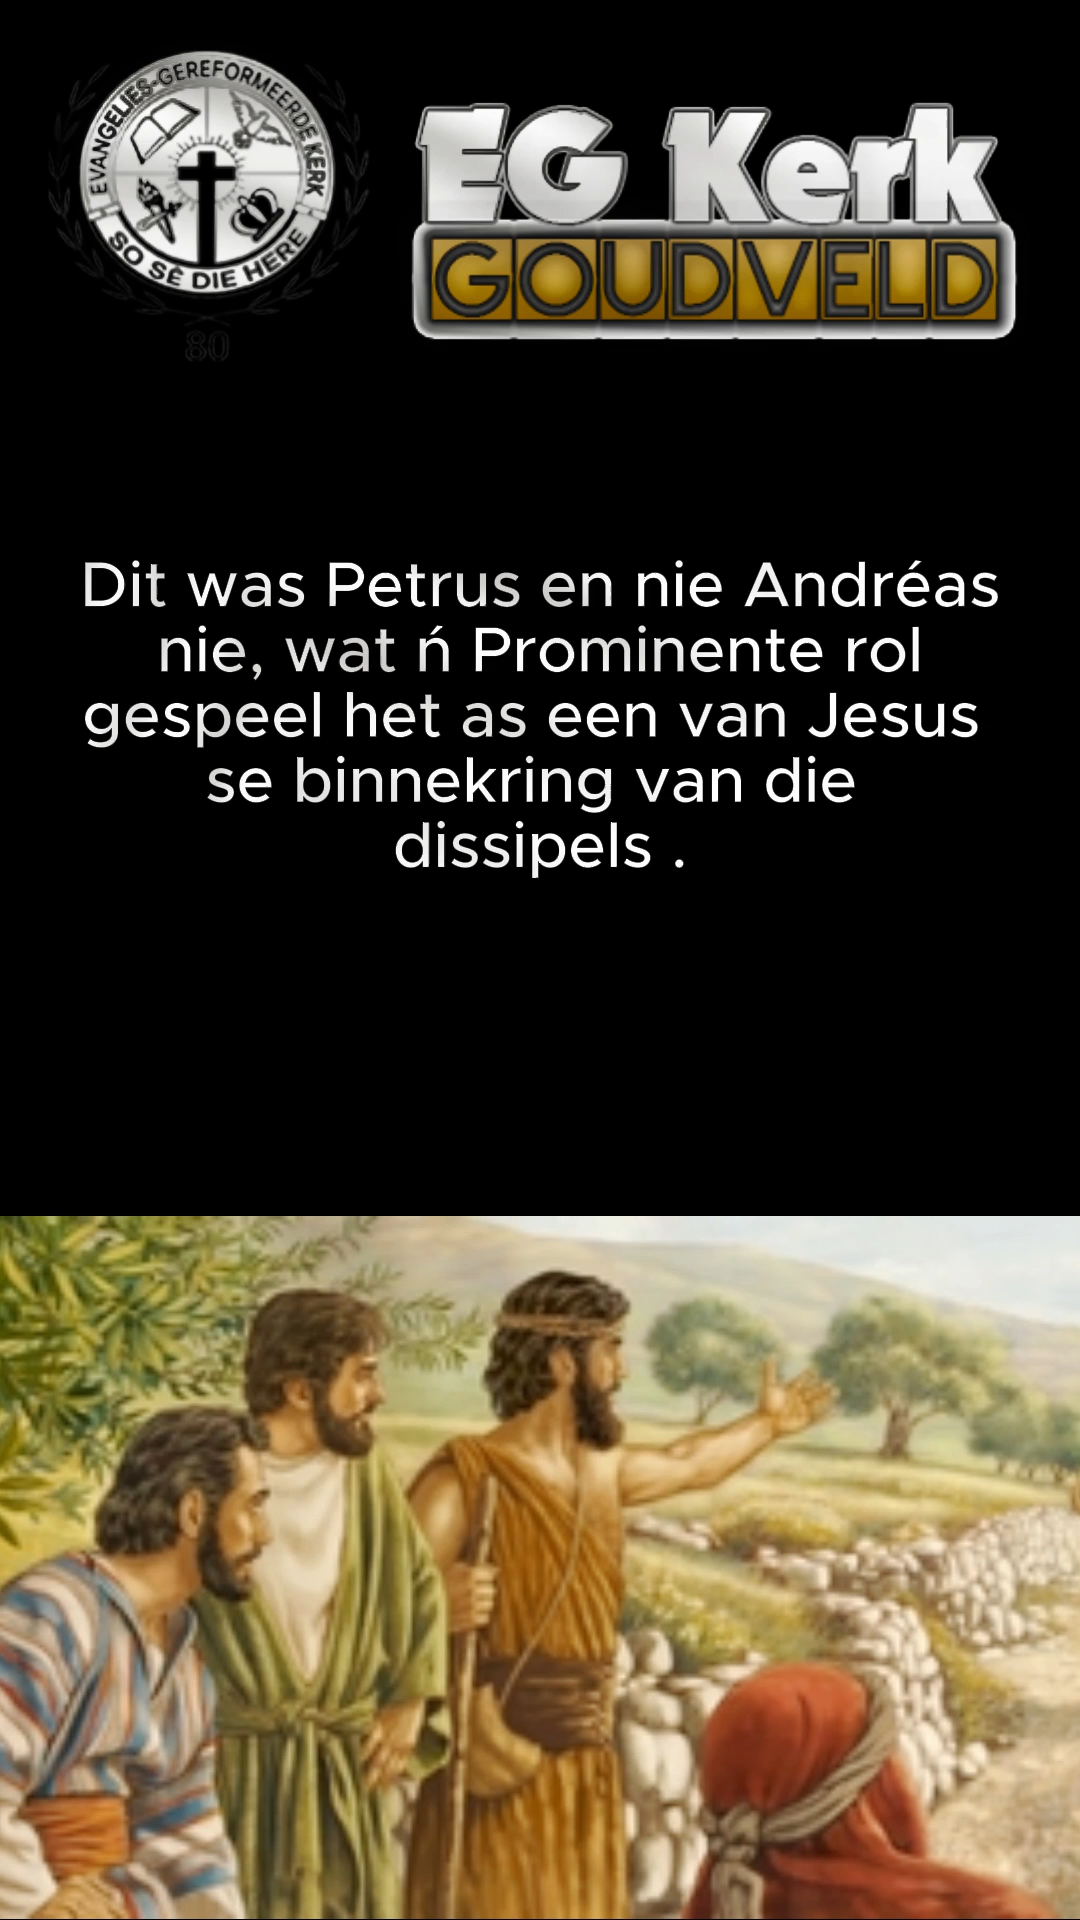 EVANGELIES-GEREFORMEERDE KERK
SO SÊ DIE HERE
80
EG Kerk
GOUDVELD
Dit was Petrus en nie Andréas
nie, wat ń Prominente rol
gespeel het as een van Jesus
se binnekring van die
dissipels .